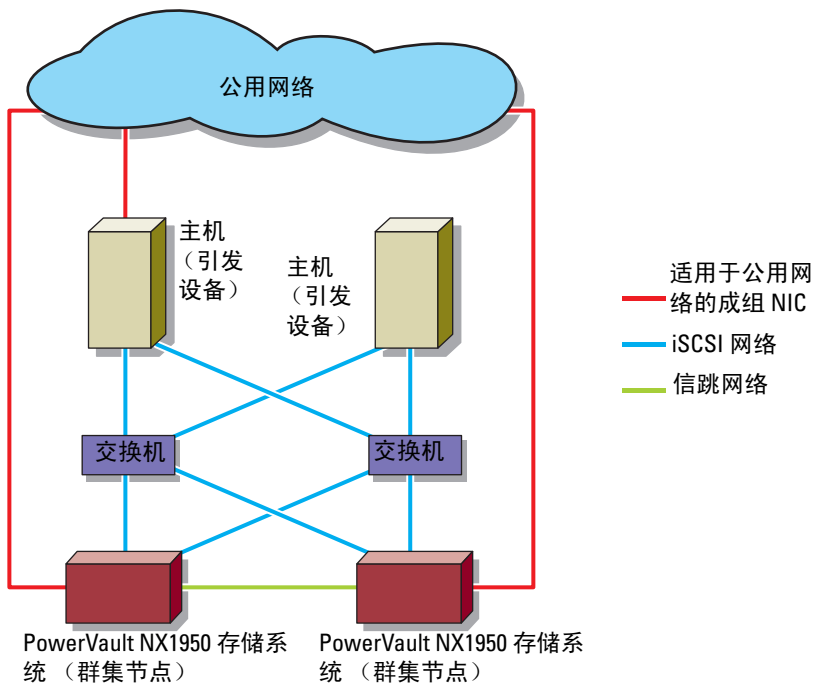 公用网络
主机
（引发
设备）
主机
（引发
设备）
适用于公用网
络的成组 NIC
iSCSI 网络
信跳网络
交换机
交换机
PowerVault NX1950 存储系
统 （群集节点）
PowerVault NX1950 存储系
统 （群集节点）